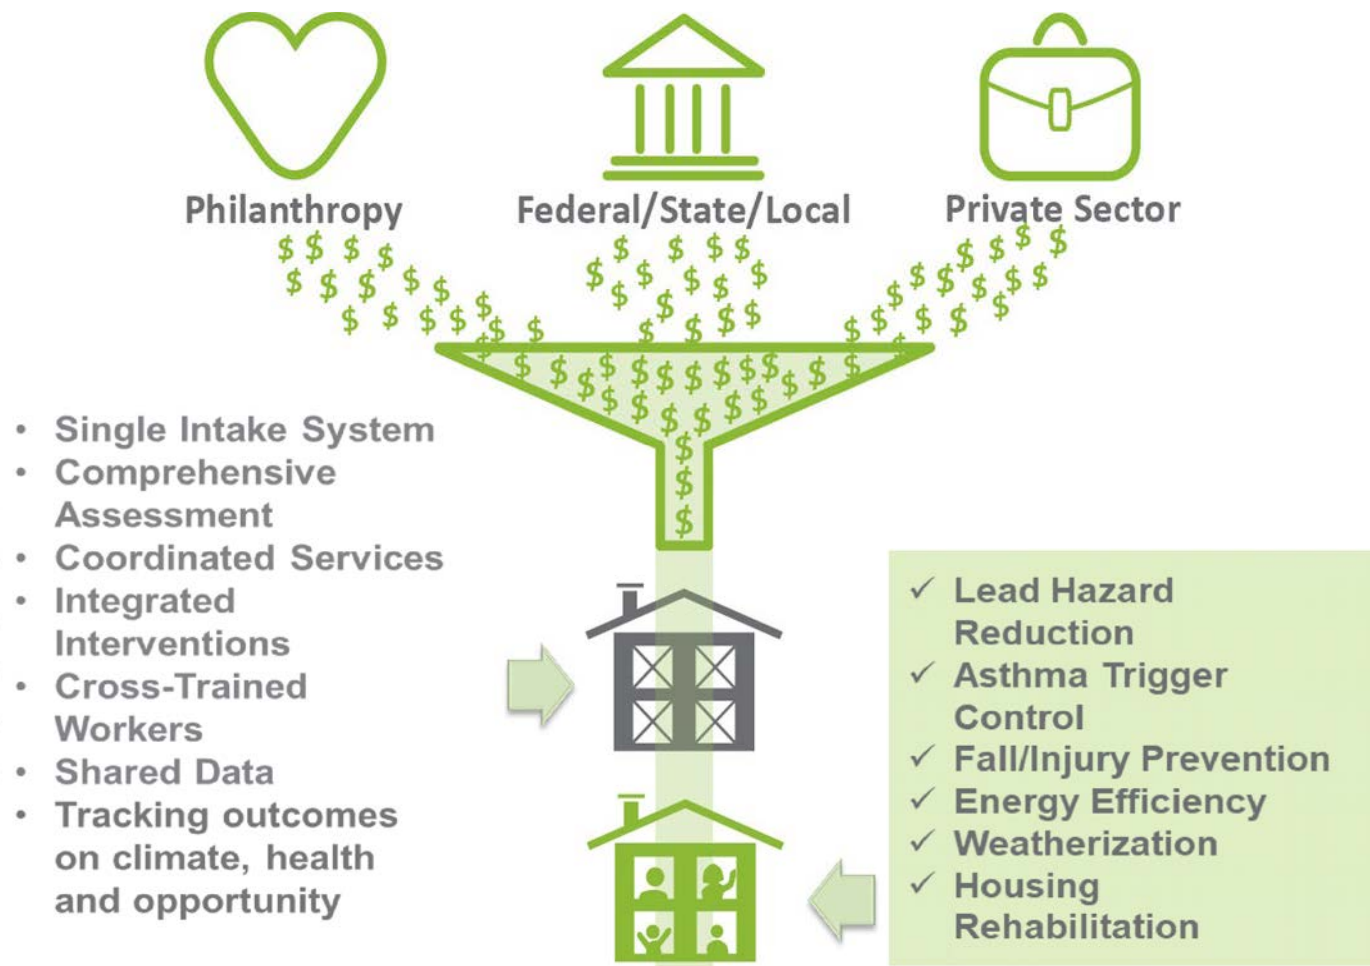 Philanthropy
Federal/State/Local
Private Sector
• Single Intake System
• Comprehensive
Assessment
• Coordinated Services
• Integrated
Interventions
• Cross-Trained
Workers
• Shared Data
• Tracking outcomes
on climate, health
and opportunity
✓ Lead Hazard
Reduction
✓ Asthma Trigger
Control
✓ Fall/Injury Prevention
✓ Energy Efficiency
✓ Weatherization
✓ Housing
Rehabilitation